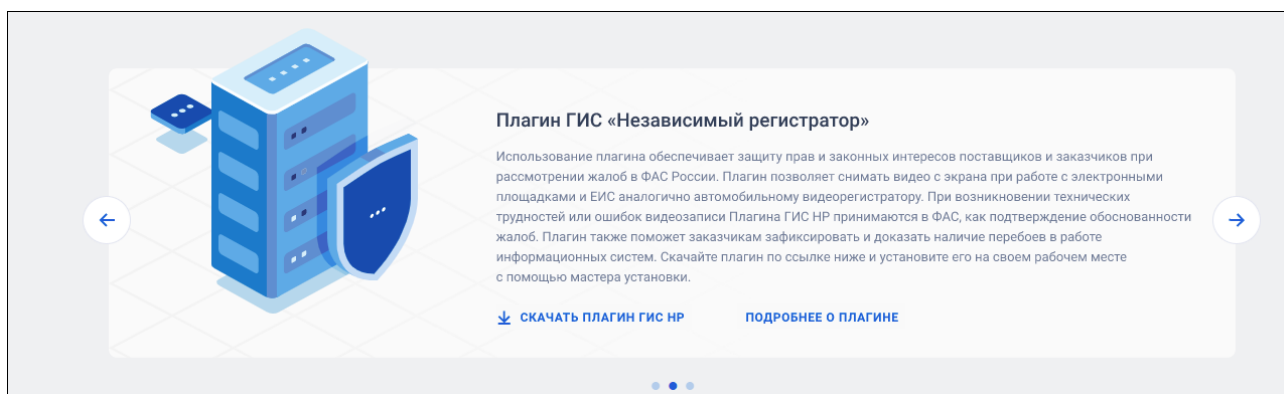 Плагин ГИС «Независимый регистратор»
Использование плагина обеспечивает защиту прав и законных интересов поставщиков и заказчиков при
рассмотрении жалоб в ФАС России. Плагин позволяет снимать видео с экрана при работе с электронными
площадками и ЕИС аналогично автомобильному видеорегистратору. При возникновении технических
трудностей или ошибок видеозаписи Плагина ГИС НР принимаются в ФАС, как подтверждение обоснованности
жалоб. Плагин также поможет заказчикам зафиксировать и доказать наличие перебоев в работе
информационных систем. Скачайте плагин по ссылке ниже и установите его на своем рабочем месте
с помощью мастера установки.
СКАЧАТЬ ПЛАГИН ГИС НР ПОДРОБНЕЕ О ПЛАГИНЕ